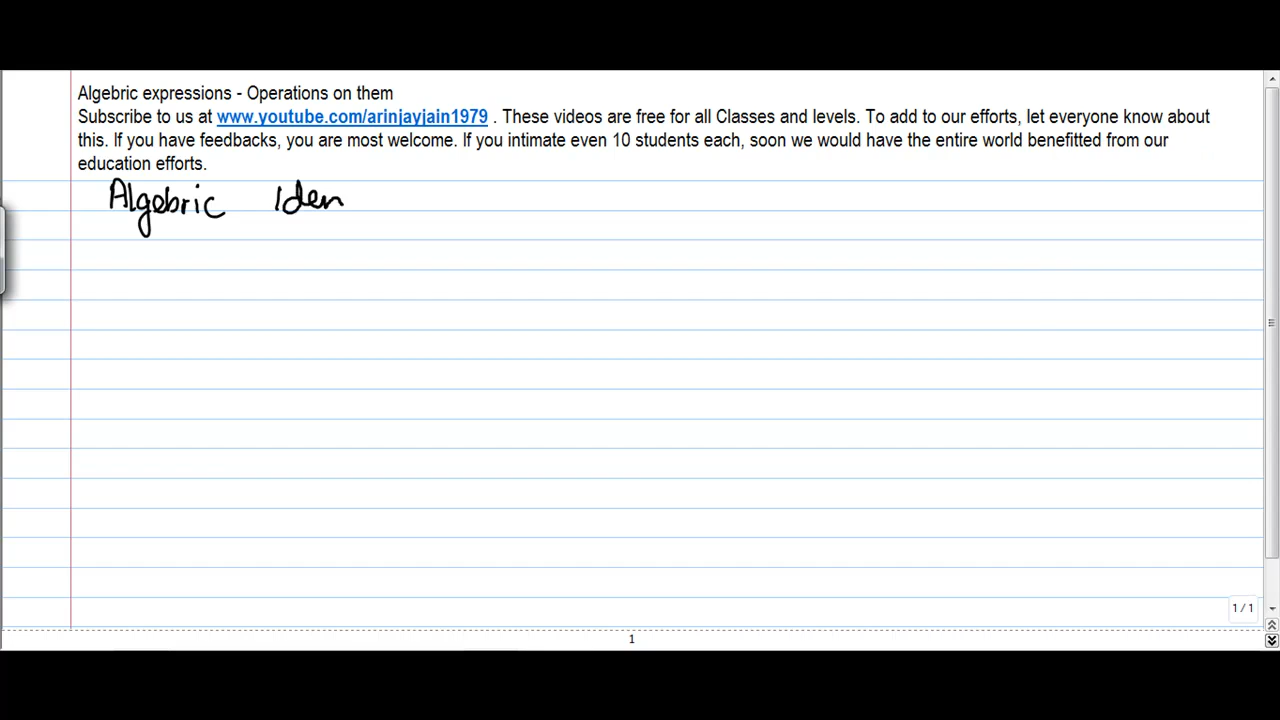 Algebric expressions - Operations on them
Subscribe to us at www.youtube.com/arinjayjain1979 . These videos are free for all Classes and levels. To add to our efforts, let everyone know about
this. If you have feedbacks, you are most welcome. If you intimate even 10 students each, soon we would have the entire world benefitted from our
education efforts.
Algebric Iden
1 / 1
1